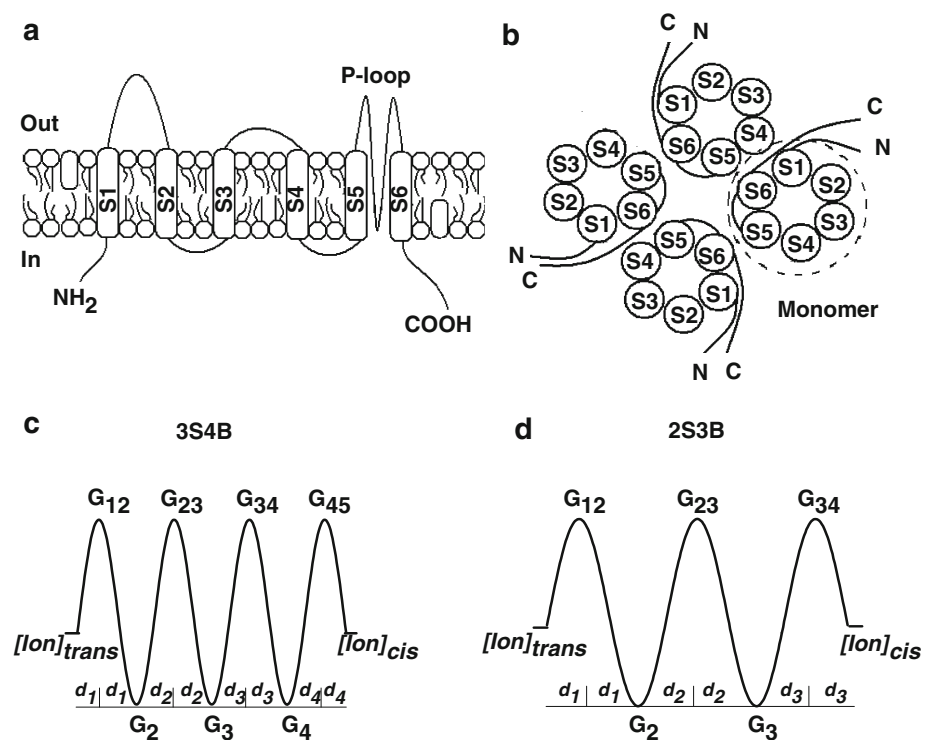 a
P-loop
Out
S1 S2 S3 S4 S5 S6
In
NH2
COOH
b
C N
S2
S1 S3
S4
S6 S5
C
N
S4
S3 S5
S2 S6
S1
N
C
S1
S6 S2
S5 S3
S4
Monomer
S5 S6
S4
S3 S1
S2
N C
c
3S4B
G12 G23 G34 G45
[Ion]trans [Ion]cis
d1 d1 d2 d2 d3 d3 d4 d4
G2 G3 G4
d
2S3B
G12 G23 G34
[Ion]trans [Ion]cis
d1 d1 d2 d2 d3 d3
G2 G3